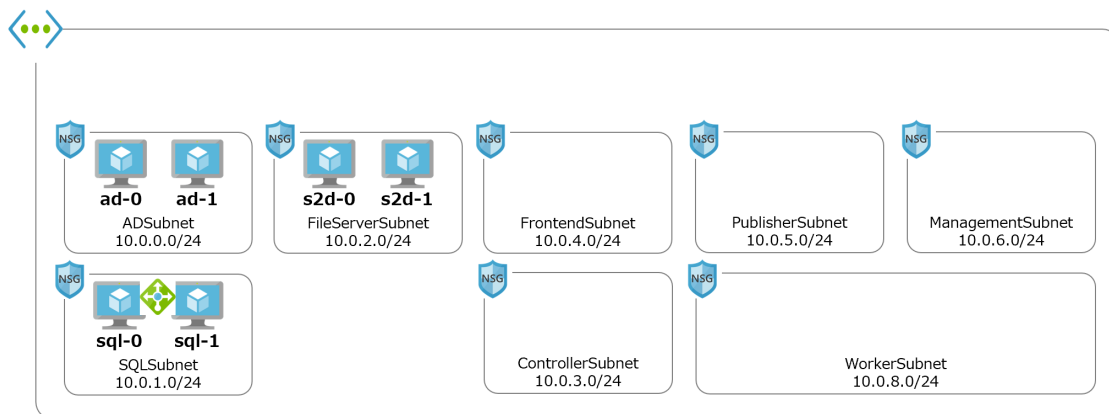 NSG
ad-0
ad-1
ADSubnet
10.0.0.0/24
NSG
s2d-0
s2d-1
FileServerSubnet
10.0.2.0/24
NSG
FrontendSubnet
10.0.4.0/24
NSG
PublisherSubnet
10.0.5.0/24
NSG
ManagementSubnet
10.0.6.0/24
NSG
sql-0
sql-1
SQLSubnet
10.0.1.0/24
NSG
ControllerSubnet
10.0.3.0/24
NSG
WorkerSubnet
10.0.8.0/24